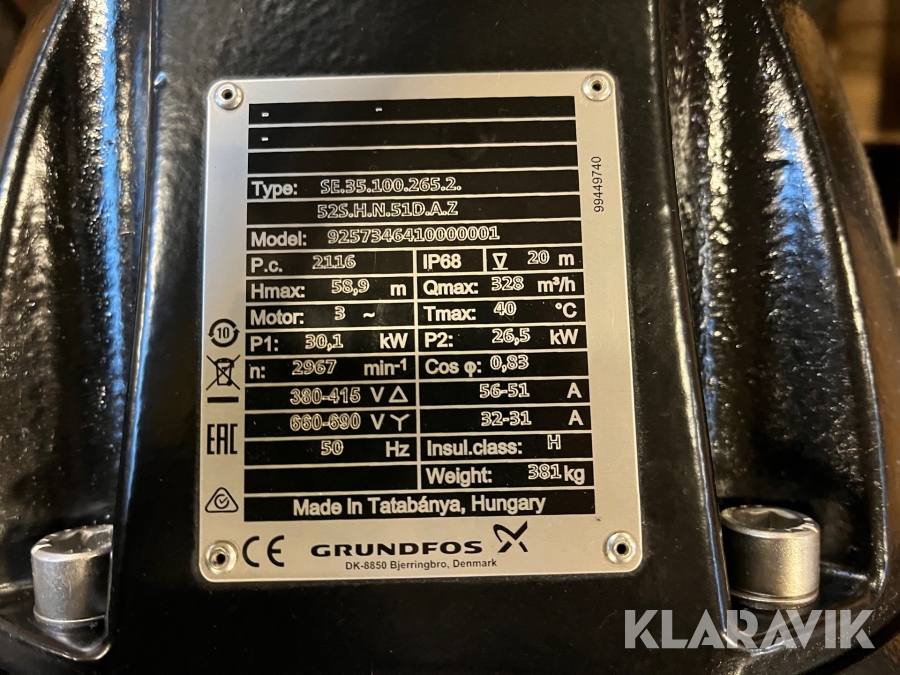 -
-
Type: SE.35.100.265.2.
52S.H.N.51D.A.Z
Model: 9257346410000001
P.c. 2116 IP68 20 m
Hmax: 58,9 m Qmax: 328 m³/h
Motor: 3 ~ Tmax: 40 °C
P1: 30,1 kW P2: 26,5 kW
n: 2967 min-1 Cos φ: 0,83
380-415 V △ 56-51 A
660-690 V Y 32-31 A
50 Hz Insul.class: H
Weight: 381 kg
Made In Tatabánya, Hungary
99449740
10
EAC
CE GRUNDFOS
DK-8850 Bjerringbro, Denmark
KLARAVIK